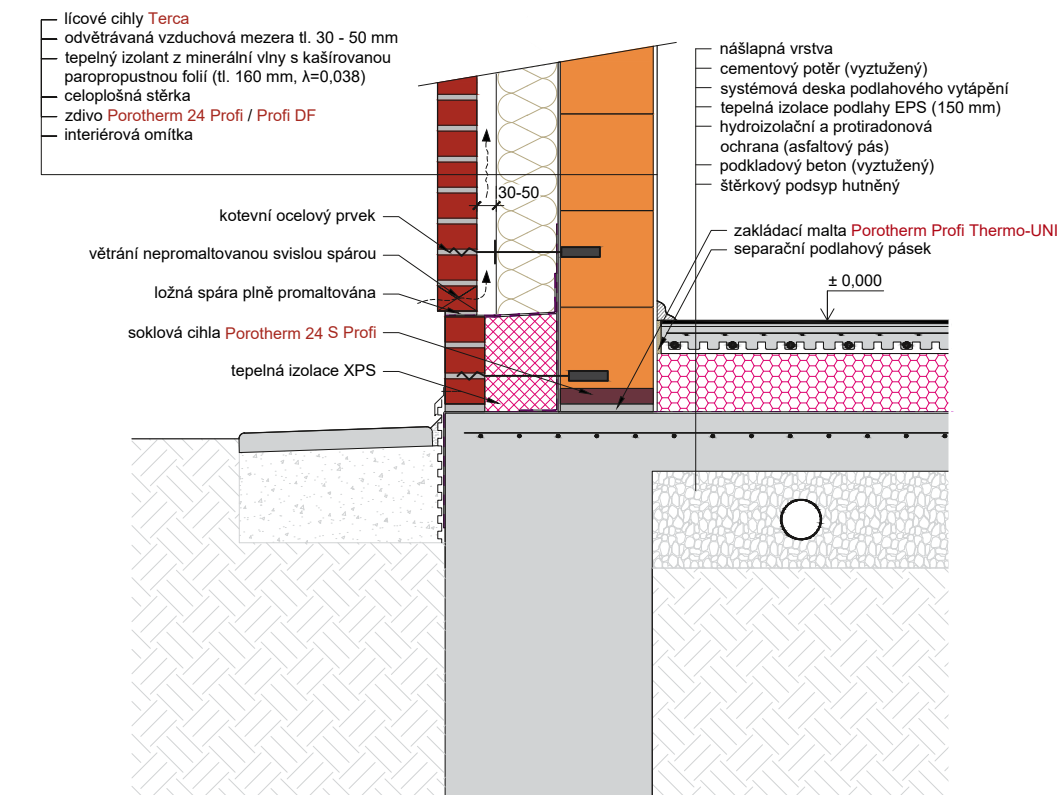 lícové cihly Terca
odvětrávaná vzduchova mezera tl. 30 - 50 mm
tepelný izolant z minerální vlny s kašírovanou
paropropustnou folií (tl. 160 mm, λ=0,038)
celoplošná stěrka
zdivo Porotherm 24 Profi / Profi DF
interiérová omítka
nášlapná vrstva
cementový potěr (vyztužený)
systémová deska podlahového vytápění
tepelná izolace podlahy EPS (150 mm)
hydroizolační a protiradonová
ochrana (asfaltový pás)
podkladový beton (vyztužený)
štěrkový podsyp hutněný
30-50
kotevní ocelový prvek
větrání nepromaltovanou svislou spárou
ložná spára plně promaltována
soklová cihla Porotherm 24 S Profi
tepelná izolace XPS
zakládací malta Porotherm Profi Thermo-UNI
separační podlahový pásek
± 0,000